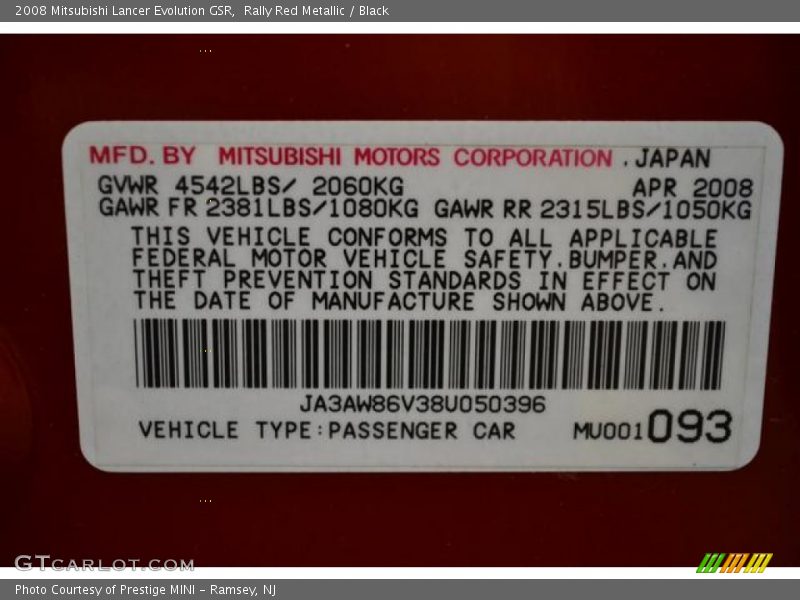 2008 Mitsubishi Lancer Evolution GSR,  Rally Red Metallic / Black
MFD. BY MITSUBISHI MOTORS CORPORATION . JAPAN
GVWR 4542LBS/ 2060KG APR 2008
GAWR FR 2381LBS/1080KG GAWR RR 2315LBS/1050KG
THIS VEHICLE CONFORMS TO ALL APPLICABLE
FEDERAL MOTOR VEHICLE SAFETY.BUMPER.AND
THEFT PREVENTION STANDARDS IN EFFECT ON
THE DATE OF MANUFACTURE SHOWN ABOVE.
JA3AW86V38U050396
VEHICLE TYPE:PASSENGER CAR MU001093
GTCARLOT.COM
Photo Courtesy of Prestige MINI - Ramsey, NJ